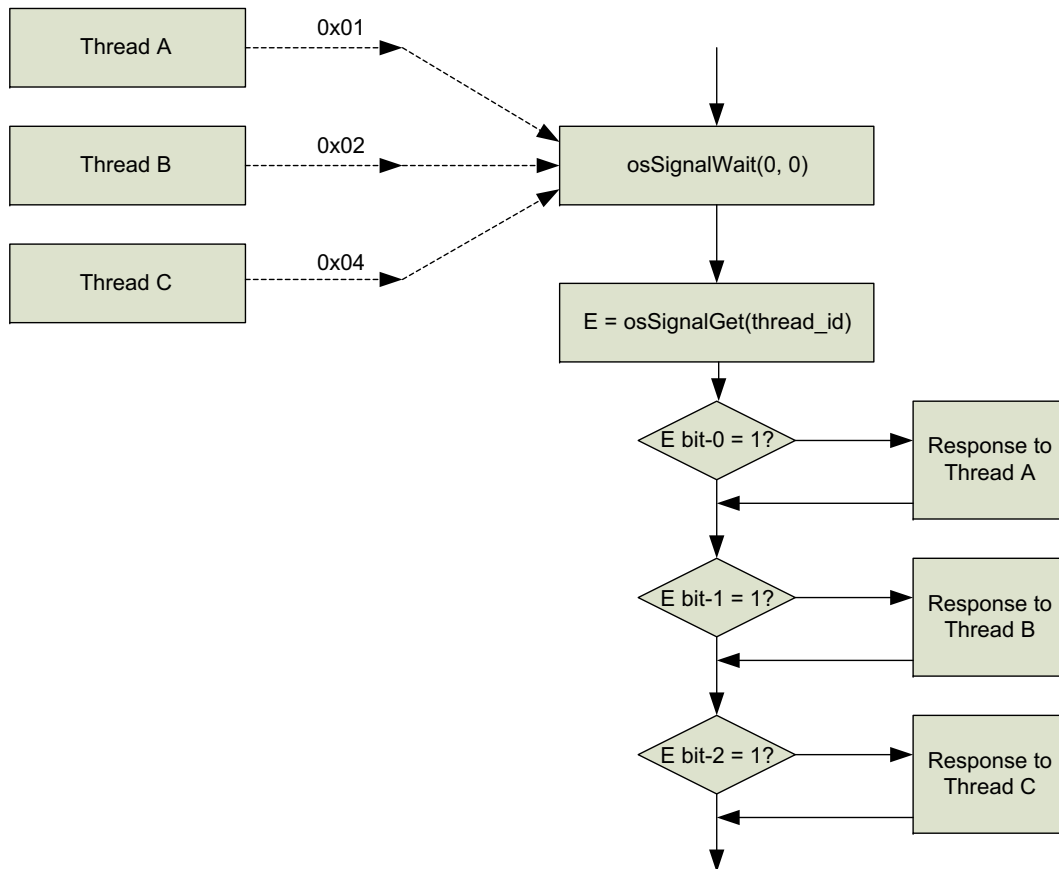 Thread A
0x01
Thread B
0x02
osSignalWait(0, 0)
Thread C
0x04
E = osSignalGet(thread_id)
E bit-0 = 1?
Response to
Thread A
E bit-1 = 1?
Response to
Thread B
E bit-2 = 1?
Response to
Thread C